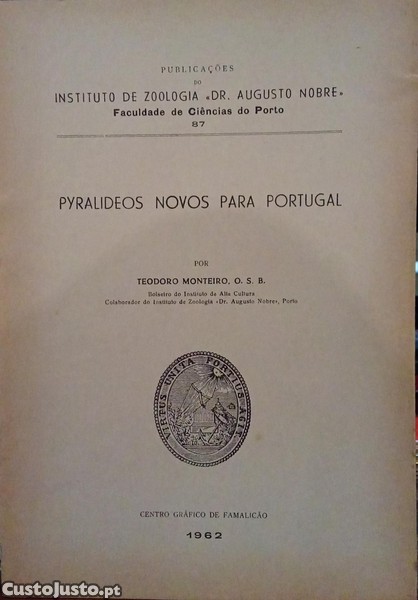 PUBLICAÇÕES
DO
INSTITUTO DE ZOOLOGIA «DR. AUGUSTO NOBRE»
Faculdade de Ciências do Porto
87
PYRALIDEOS NOVOS PARA PORTUGAL
POR
TEODORO MONTEIRO, O. S. B.
Bolseiro do Instituto de Alta Cultura
Colaborador do Instituto de Zoologia «Dr. Augusto Nobre», Porto
VIRTUS UNITA FORTIUS AGIT
CENTRO GRÁFICO DE FAMALICÃO
1962
CustoJusto.pt